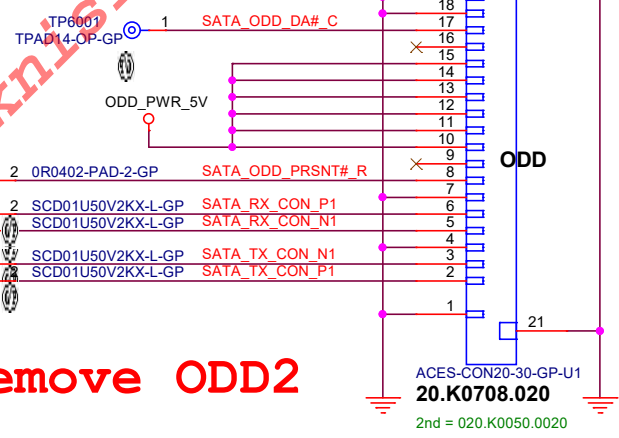 18
TP6001 1 SATA_ODD_DA#_C 17
TPAD14-OP-GP
16
15
14
13
ODD_PWR_5V 12
11
10
9 ODD
2 0R0402-PAD-2-GP SATA_ODD_PRSNT#_R 8
7
2 SCD01U50V2KX-L-GP SATA_RX_CON_P1 6
SCD01U50V2KX-L-GP SATA_RX_CON_N1 5
4
SCD01U50V2KX-L-GP SATA_TX_CON_N1 3
SCD01U50V2KX-L-GP SATA_TX_CON_P1 2
1
21
emove ODD2
ACES-CON20-30-GP-U1
20.K0708.020
2nd = 020.K0050.0020
knis